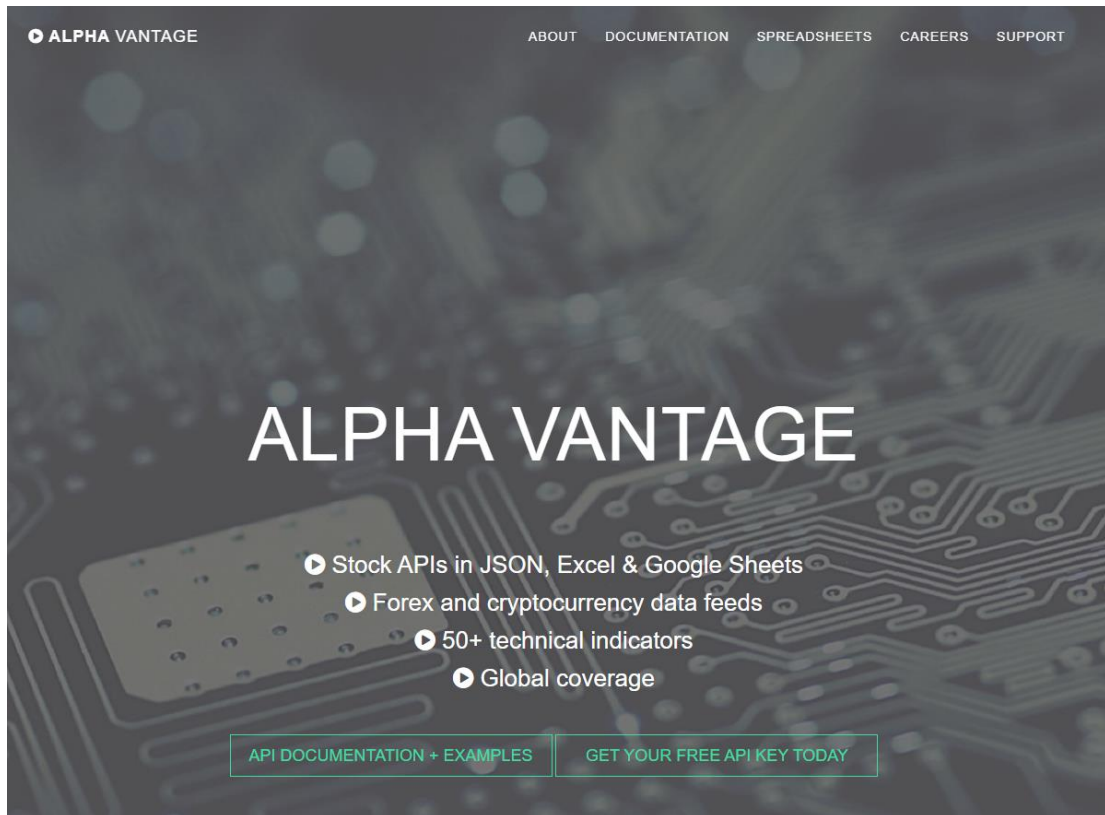 ALPHA VANTAGE
ABOUT DOCUMENTATION SPREADSHEETS CAREERS SUPPORT
ALPHA VANTAGE
Stock APIs in JSON, Excel & Google Sheets
Forex and cryptocurrency data feeds
50+ technical indicators
Global coverage
API DOCUMENTATION + EXAMPLES
GET YOUR FREE API KEY TODAY